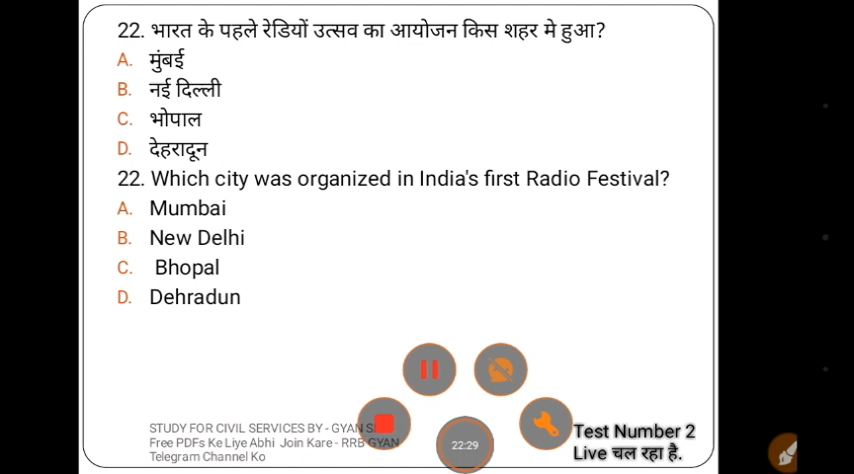 22. भारत के पहले रेडियों उत्सव का आयोजन किस शहर मे हुआ?
A. मुंबई
B. नई दिल्ली
C. भोपाल
D. देहरादून
22. Which city was organized in India's first Radio Festival?
A. Mumbai
B. New Delhi
C. Bhopal
D. Dehradun
STUDY FOR CIVIL SERVICES BY - GYAN
Free PDFs Ke Liye Abhi Join Kare - RRB GYAN
Telegram Channel Ko
22:29
Test Number 2
Live चल रहा है.